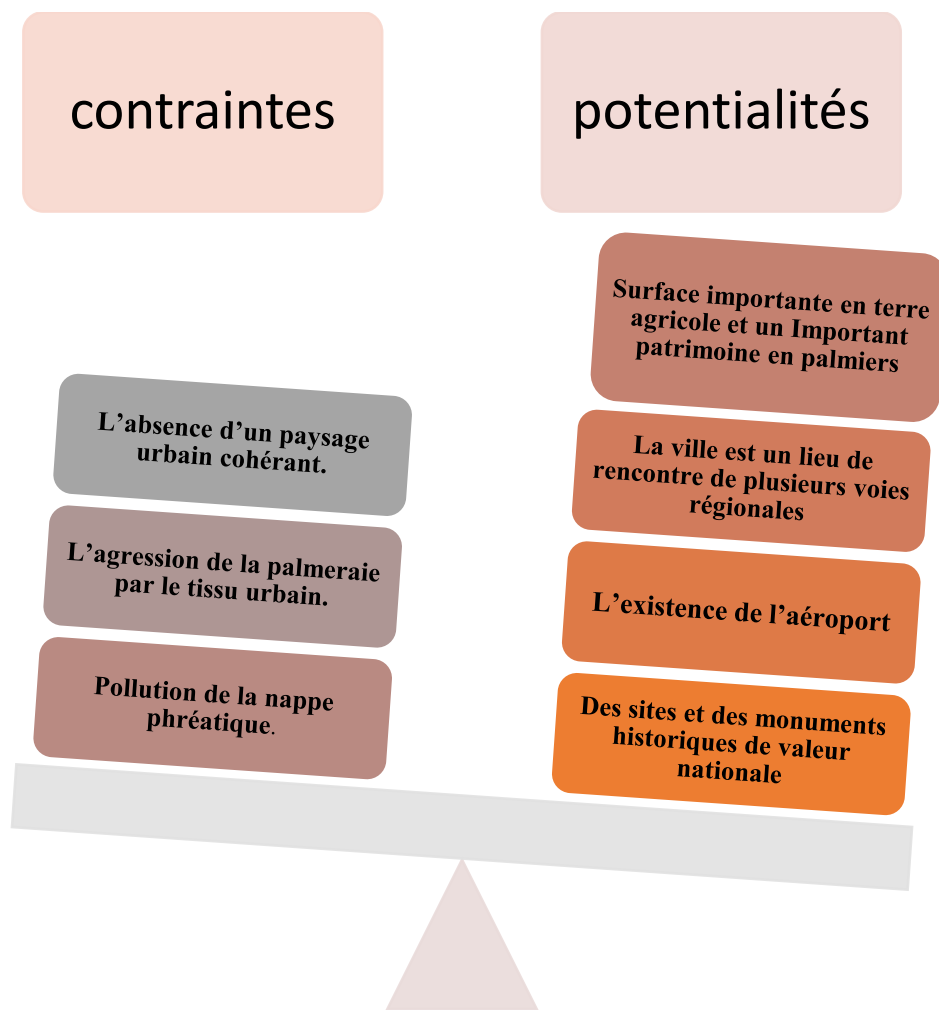 contraintes
potentialités
L’absence d’un paysage
urbain cohérant.
L’agression de la palmeraie
par le tissu urbain.
Pollution de la nappe
phréatique.
Surface importante en terre
agricole et un Important
patrimoine en palmiers
La ville est un lieu de
rencontre de plusieurs voies
régionales
L’existence de l’aéroport
Des sites et des monuments
historiques de valeur
nationale